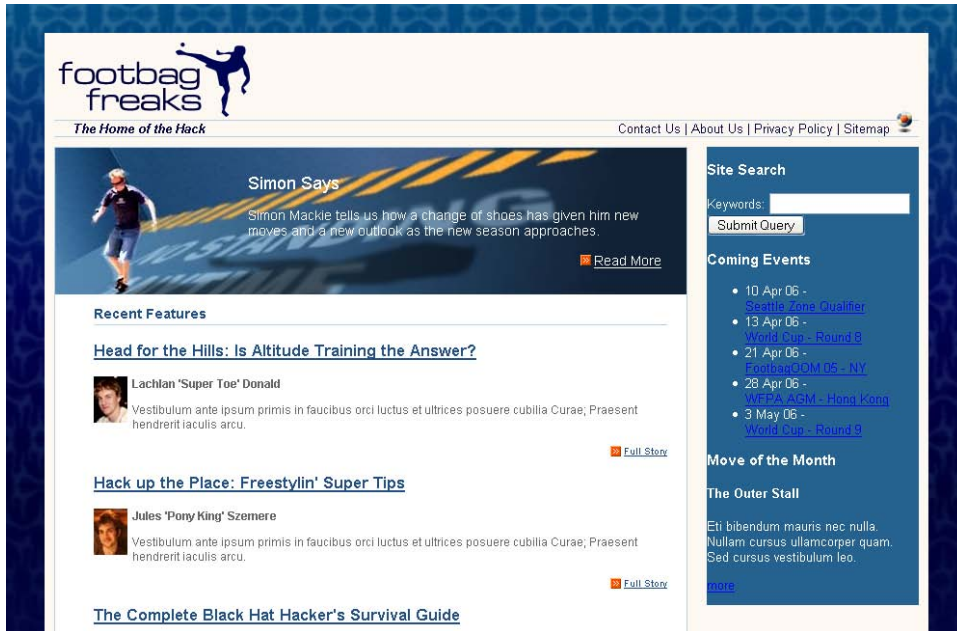 footbag
freaks
The Home of the Hack
Contact Us | About Us | Privacy Policy | Sitemap
Simon Says
Simon Mackie tells us how a change of shoes has given him new
moves and a new outlook as the new season approaches.
Read More
Recent Features
Head for the Hills: Is Altitude Training the Answer?
Lachlan 'Super Toe' Donald
Vestibulum ante ipsum primis in faucibus orci luctus et ultrices posuere cubilia Curae; Praesent
hendrerit iaculis arcu.
Full Story
Hack up the Place: Freestylin' Super Tips
Jules 'Pony King' Szemere
Vestibulum ante ipsum primis in faucibus orci luctus et ultrices posuere cubilia Curae; Praesent
hendrerit iaculis arcu.
Full Story
The Complete Black Hat Hacker's Survival Guide
Site Search
Keywords:
Submit Query
Coming Events
10 Apr 06 -
Seattle Zone Qualifier
13 Apr 06 -
World Cup - Round 8
21 Apr 06 -
FootbagOOM 05 - NY
28 Apr 06 -
WFPA AGM - Hong Kong
3 May 06 -
World Cup - Round 9
Move of the Month
The Outer Stall
Eti bibendum mauris nec nulla.
Nullam cursus ullamcorper quam.
Sed cursus vestibulum leo.
more